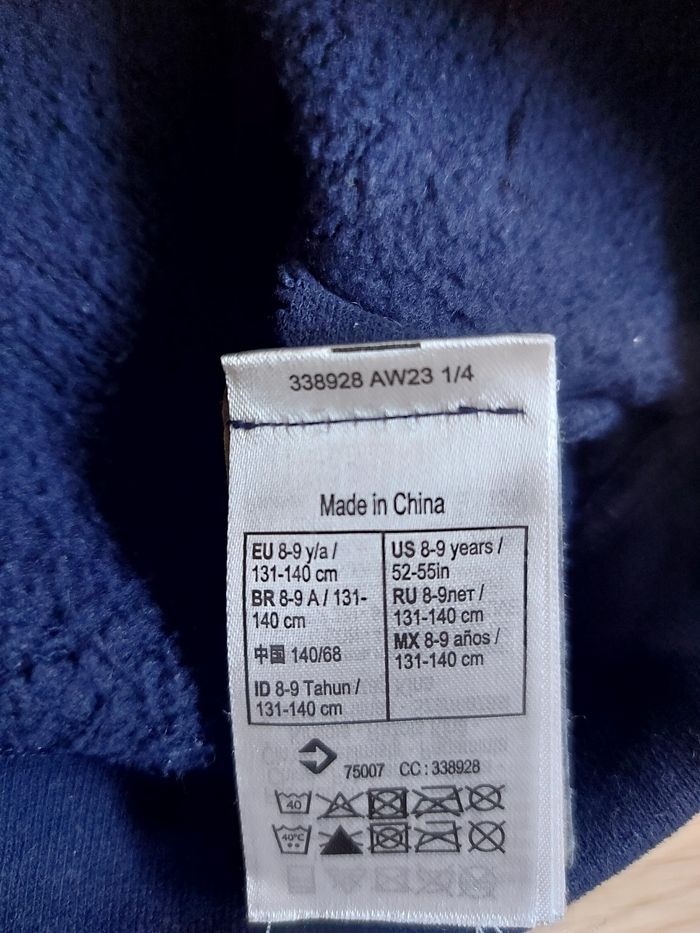 338928 AW23 1/4
Made in China
EU 8-9 y/a /
131-140 cm
BR 8-9 A / 131-
140 cm
中国 140/68
ID 8-9 Tahun /
131-140 cm
US 8-9 years /
52-55in
RU 8-9лет /
131-140 cm
MX 8-9 años /
131-140 cm
75007 CC : 338928
40
40°C